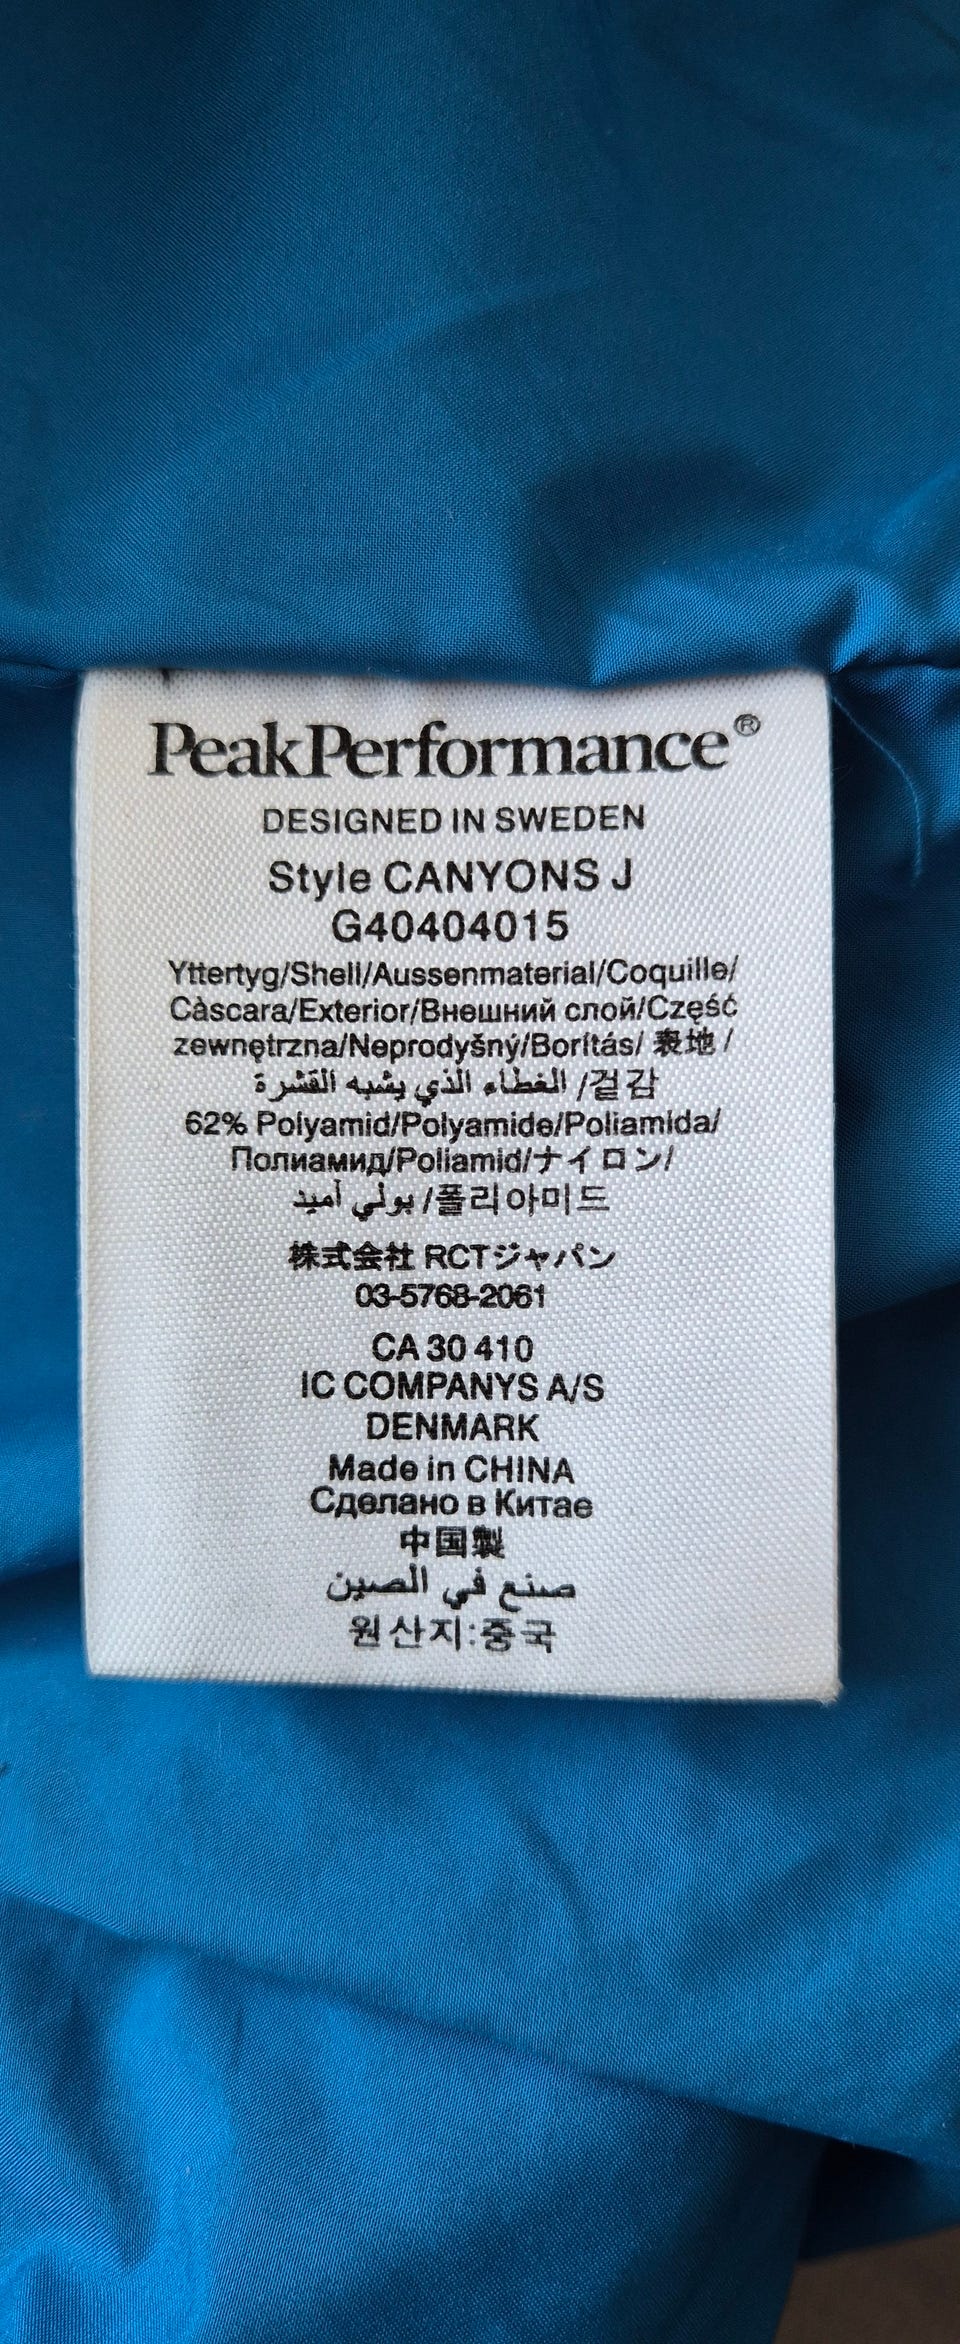 PeakPerformance®
DESIGNED IN SWEDEN
Style CANYONS J
G40404015
Yttertyg/Shell/Aussenmaterial/Coquille/
Càscara/Exterior/Внешний слой/Część
zewnętrzna/Neprodyšný/Borítás/ 表地 /
الغطاء الذي يشبه القشرة /겉감
62% Polyamid/Polyamide/Poliamida/
Полиамид/Poliamid/ナイロン/
بولي أميد /폴리아미드
株式会社 RCTジャパン
03-5768-2061
CA 30 410
IC COMPANYS A/S
DENMARK
Made in CHINA
Сделано в Китае
中国製
صنع في الصين
원산지:중국